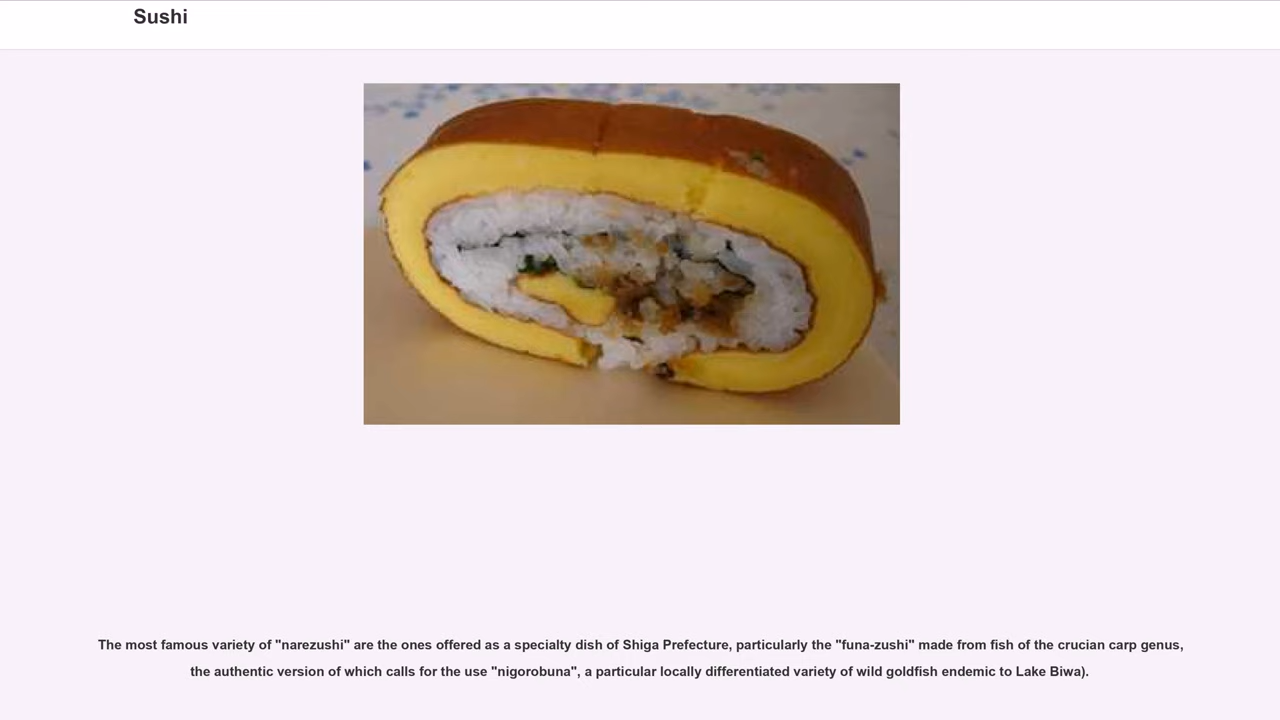 Sushi
The most famous variety of "narezushi" are the ones offered as a specialty dish of Shiga Prefecture, particularly the "funa-zushi" made from fish of the crucian carp genus,
the authentic version of which calls for the use "nigorobuna", a particular locally differentiated variety of wild goldfish endemic to Lake Biwa).